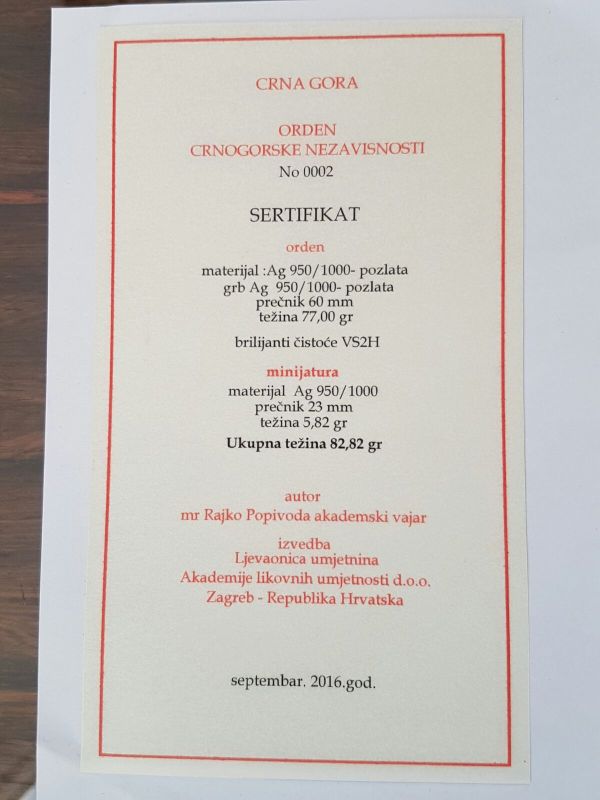 CRNA GORA
ORDEN
CRNOGORSKE NEZAVISNOSTI
No 0002
SERTIFIKAT
orden
materijal :Ag 950/1000- pozlata
grb Ag 950/1000- pozlata
prečnik 60 mm
težina 77,00 gr
brilijanti čistoće VS2H
minijatura
materijal Ag 950/1000
prečnik 23 mm
težina 5,82 gr
Ukupna težina 82,82 gr
autor
mr Rajko Popivoda akademski vajar
izvedba
Ljevaonica umjetnina
Akademije likovnih umjetnosti d.o.o.
Zagreb - Republika Hrvatska
septembar. 2016.god.